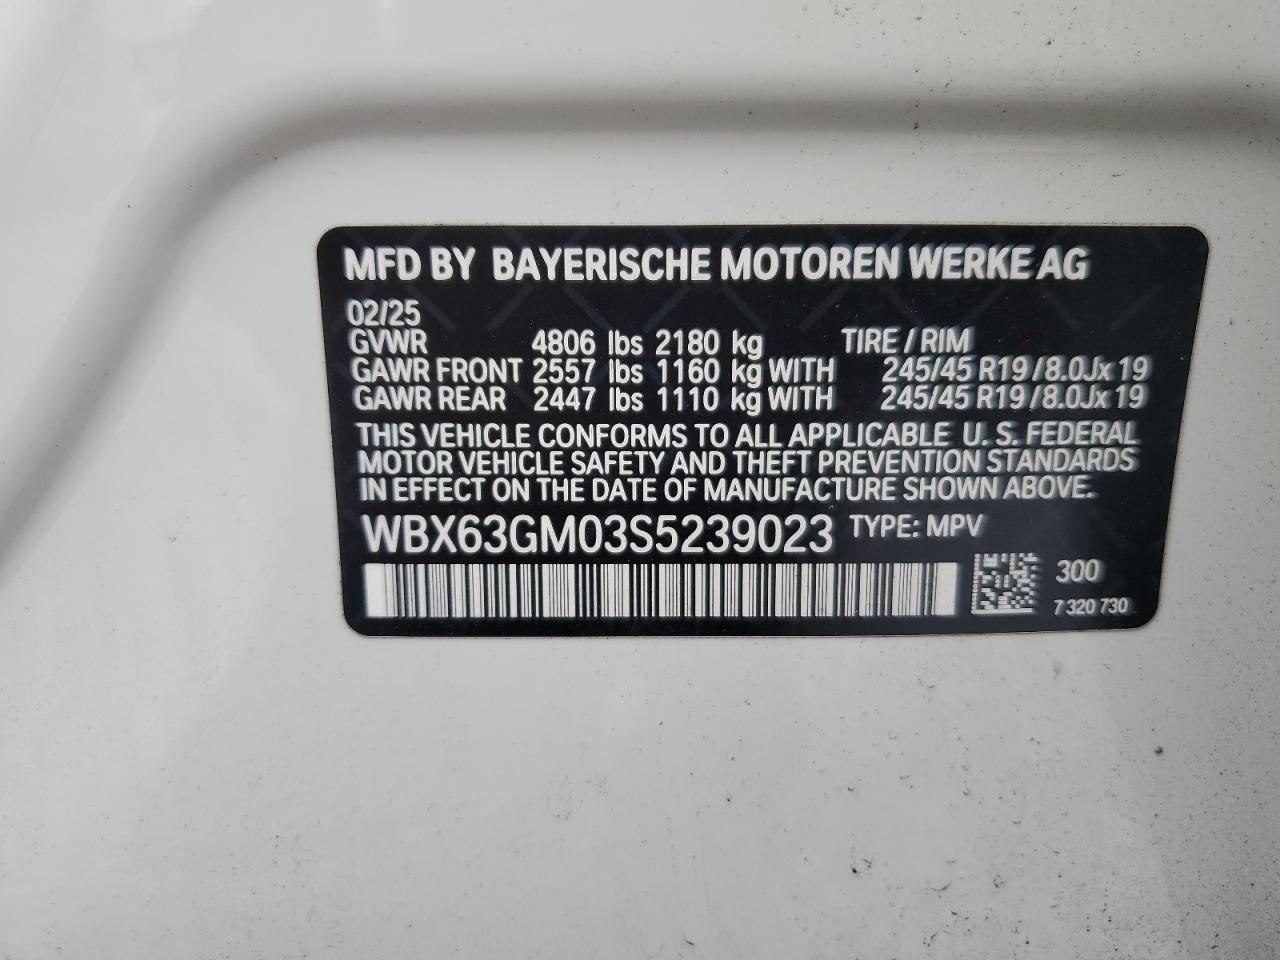 MFD BY BAYERISCHE MOTOREN WERKE AG
02/25
GVWR 4806 lbs 2180 kg TIRE / RIM
GAWR FRONT 2557 lbs 1160 kg WITH 245/45 R19 / 8.0Jx19
GAWR REAR 2447 lbs 1110 kg WITH 245/45 R19 / 8.0Jx19
THIS VEHICLE CONFORMS TO ALL APPLICABLE U. S. FEDERAL
MOTOR VEHICLE SAFETY AND THEFT PREVENTION STANDARDS
IN EFFECT ON THE DATE OF MANUFACTURE SHOWN ABOVE.
WBX63GM03S5239023 TYPE: MPV
300
7 320 730